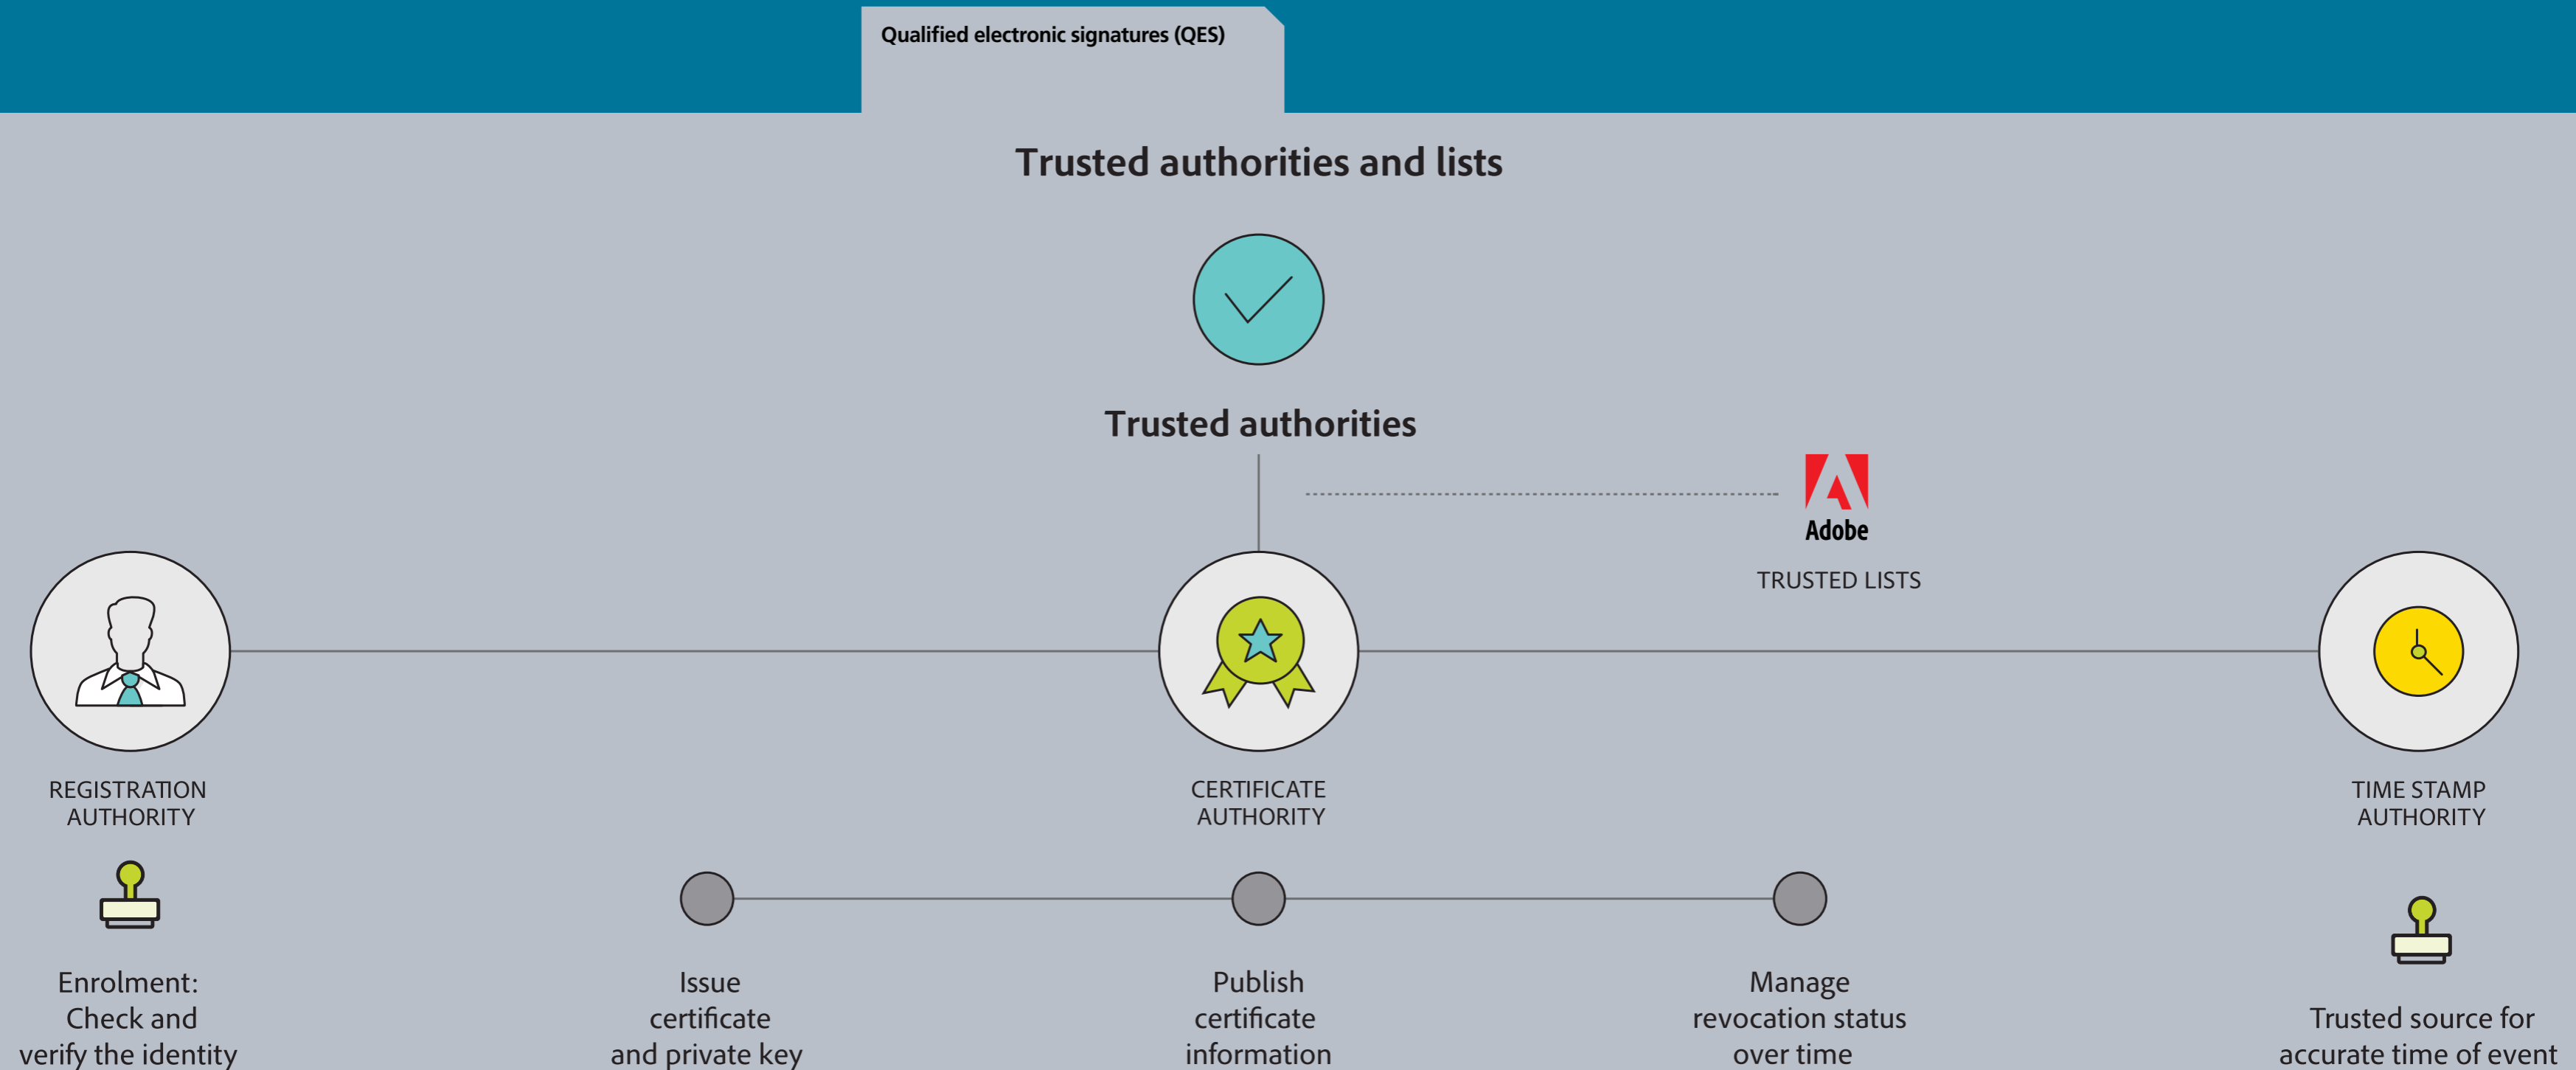 Qualified electronic signatures (QES)
Trusted authorities and lists
Trusted authorities
Adobe
TRUSTED LISTS
REGISTRATION
AUTHORITY
CERTIFICATE
AUTHORITY
TIME STAMP
AUTHORITY
Enrolment:
Check and
verify the identity
Issue
certificate
and private key
Publish
certificate
information
Manage
revocation status
over time
Trusted source for
accurate time of event